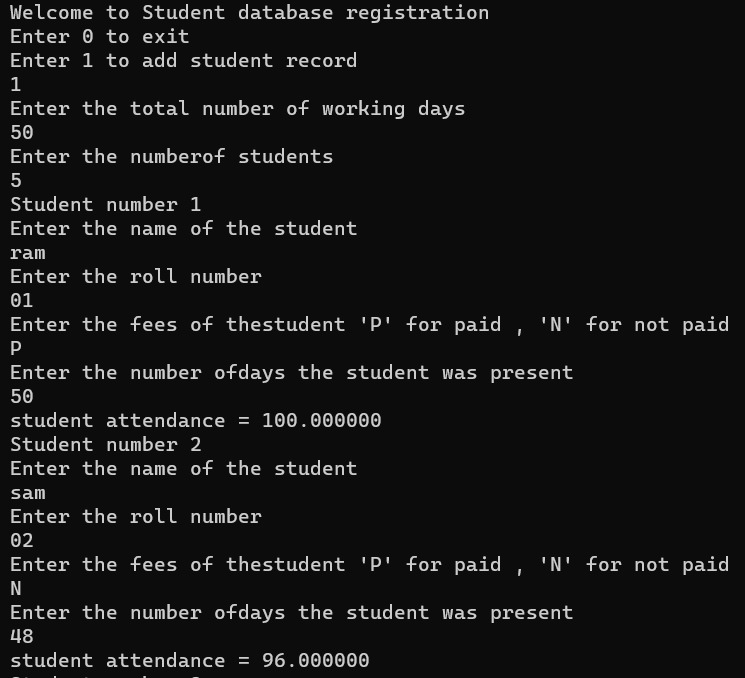 Welcome to Student database registration
Enter 0 to exit
Enter 1 to add student record
1
Enter the total number of working days
50
Enter the numberof students
5
Student number 1
Enter the name of the student
ram
Enter the roll number
01
Enter the fees of thestudent 'P' for paid , 'N' for not paid
P
Enter the number ofdays the student was present
50
student attendance = 100.000000
Student number 2
Enter the name of the student
sam
Enter the roll number
02
Enter the fees of thestudent 'P' for paid , 'N' for not paid
N
Enter the number ofdays the student was present
48
student attendance = 96.000000